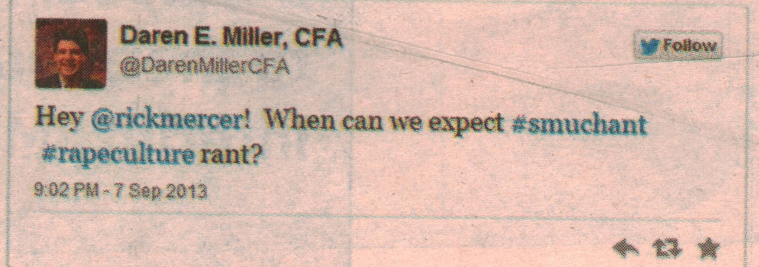 Daren E. Miller, CFA
@DarenMillerCFA
Follow
Hey @rickmercer! When can we expect #smuchant
#rapeculture rant?
9:02 PM - 7 Sep 2013